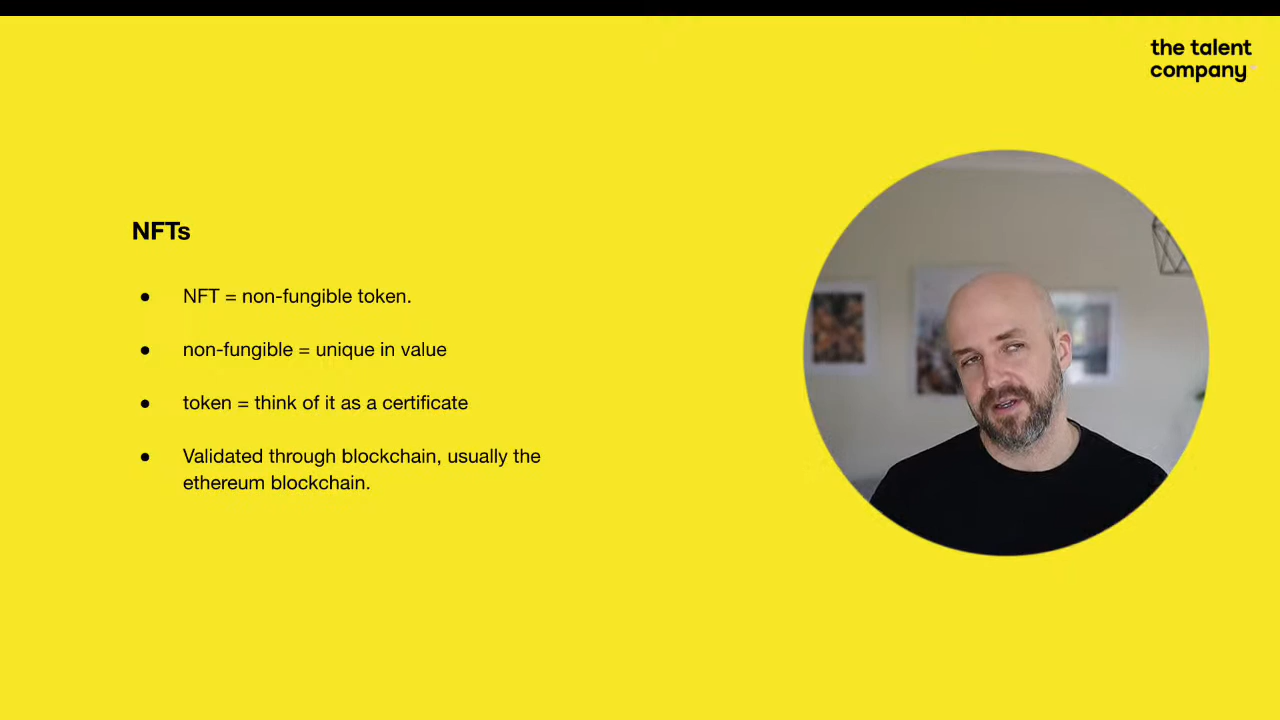 the talent
company
NFTs
● NFT = non-fungible token.
● non-fungible = unique in value
● token = think of it as a certificate
● Validated through blockchain, usually the
ethereum blockchain.